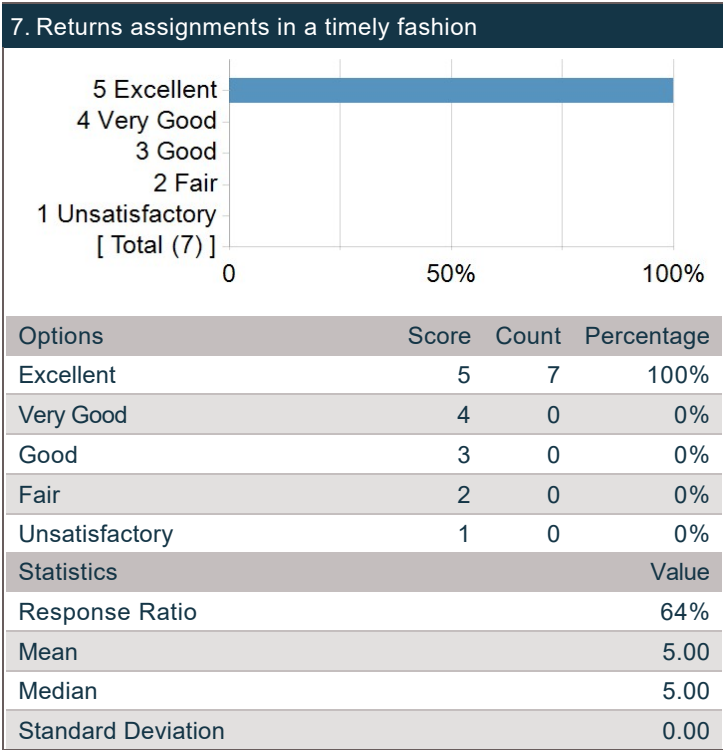 7. Returns assignments in a timely fashion
5 Excellent
4 Very Good
3 Good
2 Fair
1 Unsatisfactory
[ Total (7) ]
0 50% 100%
Options Score Count Percentage
Excellent 5 7 100%
Very Good 4 0 0%
Good 3 0 0%
Fair 2 0 0%
Unsatisfactory 1 0 0%
Statistics Value
Response Ratio 64%
Mean 5.00
Median 5.00
Standard Deviation 0.00